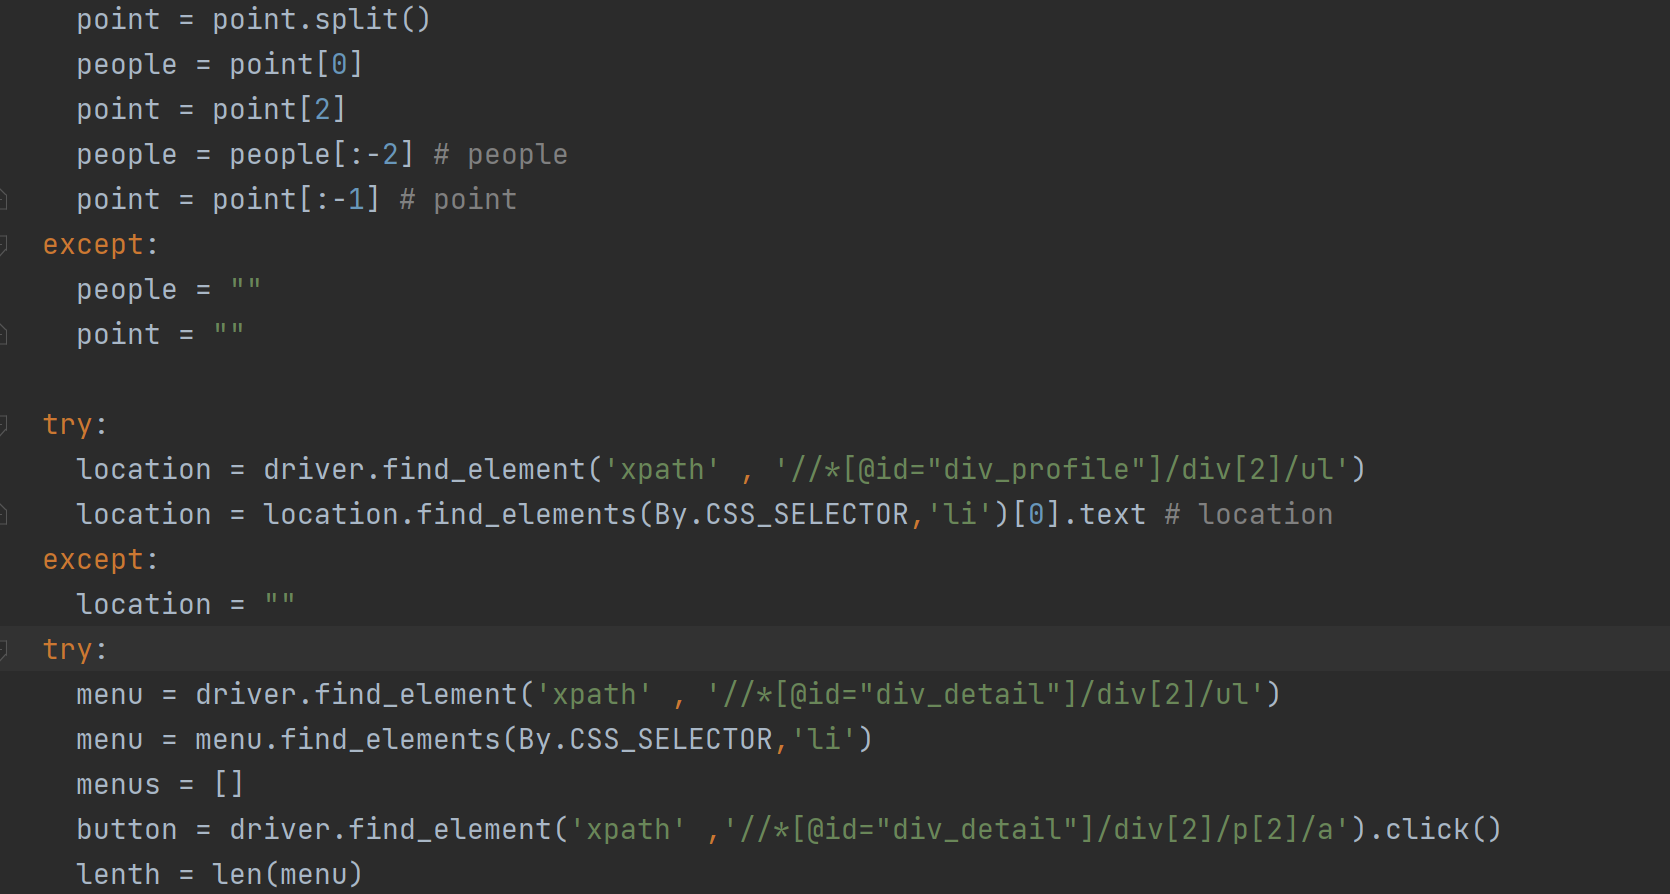 point = point.split()
people = point[0]
point = point[2]
people = people[:-2] # people
point = point[:-1] # point
except:
people = ""
point = ""
try:
location = driver.find_element('xpath' , '//*[@id="div_profile"]/div[2]/ul')
location = location.find_elements(By.CSS_SELECTOR,'li')[0].text # location
except:
location = ""
try:
menu = driver.find_element('xpath' , '//*[@id="div_detail"]/div[2]/ul')
menu = menu.find_elements(By.CSS_SELECTOR,'li')
menus = []
button = driver.find_element('xpath' ,'//*[@id="div_detail"]/div[2]/p[2]/a').click()
lenth = len(menu)